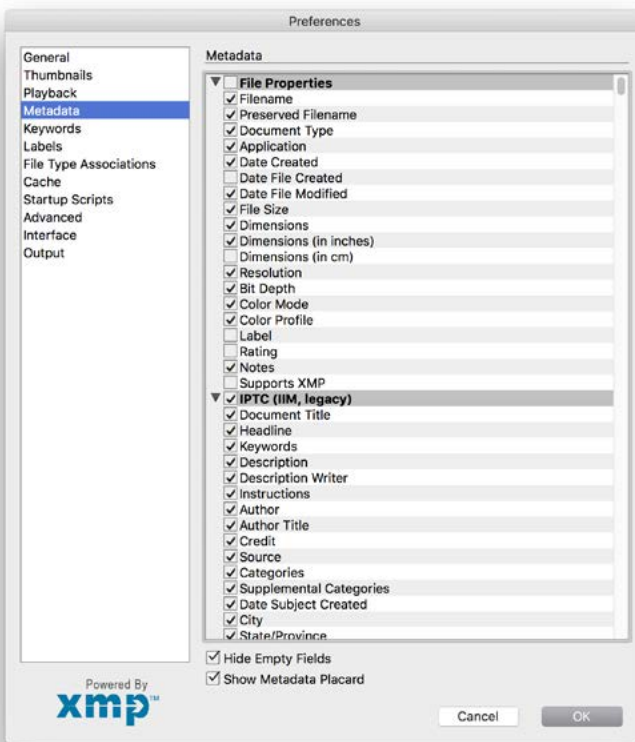 Preferences
General
Thumbnails
Playback
Metadata
Keywords
Labels
File Type Associations
Cache
Startup Scripts
Advanced
Interface
Output
Metadata
File Properties
Filename
Preserved Filename
Document Type
Application
Date Created
Date File Created
Date File Modified
File Size
Dimensions
Dimensions (in inches)
Dimensions (in cm)
Resolution
Bit Depth
Color Mode
Color Profile
Label
Rating
Notes
Supports XMP
IPTC (IIM, legacy)
Document Title
Headline
Keywords
Description
Description Writer
Instructions
Author
Author Title
Credit
Source
Categories
Supplemental Categories
Date Subject Created
City
State/Province
Hide Empty Fields
Show Metadata Placard
Powered By
xmp™
Cancel
OK